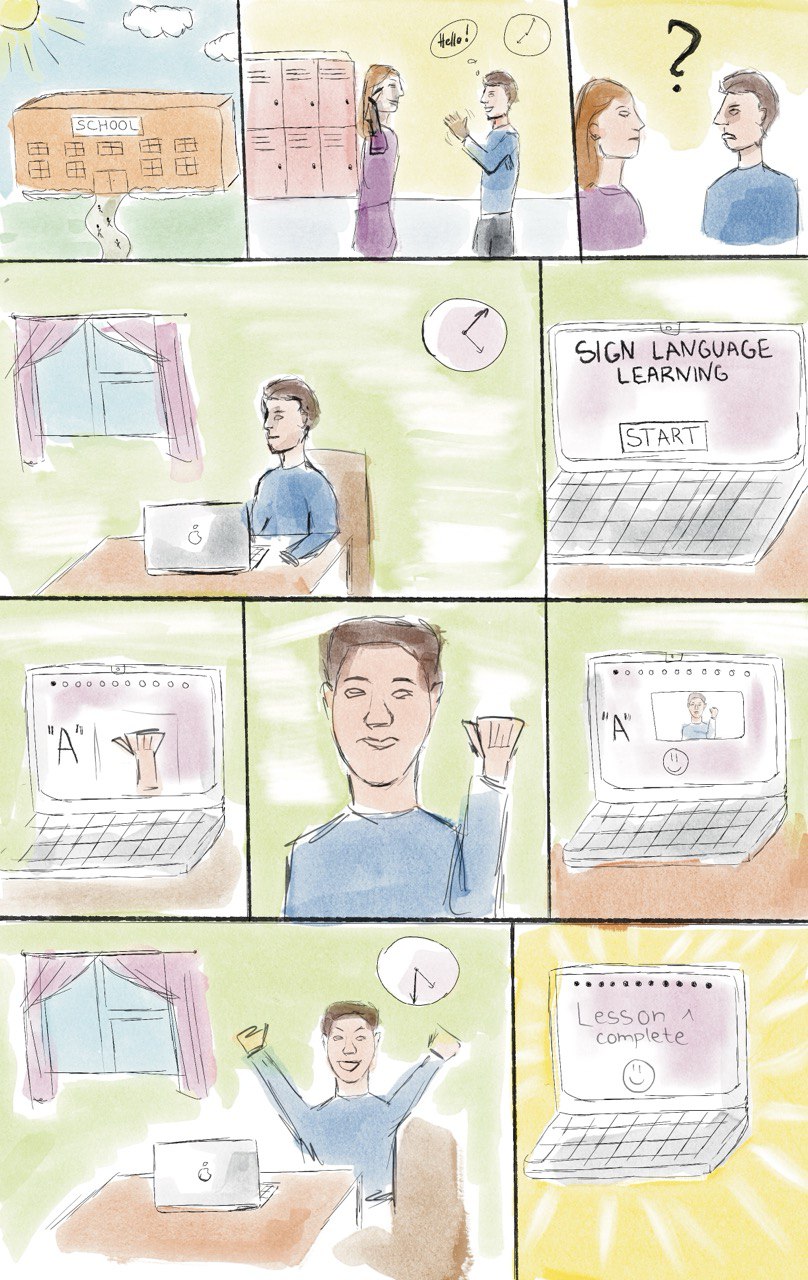 SCHOOL
Hello!
?
SIGN LANGUAGE
LEARNING
START
"A"
"A"
Lesson 1
complete